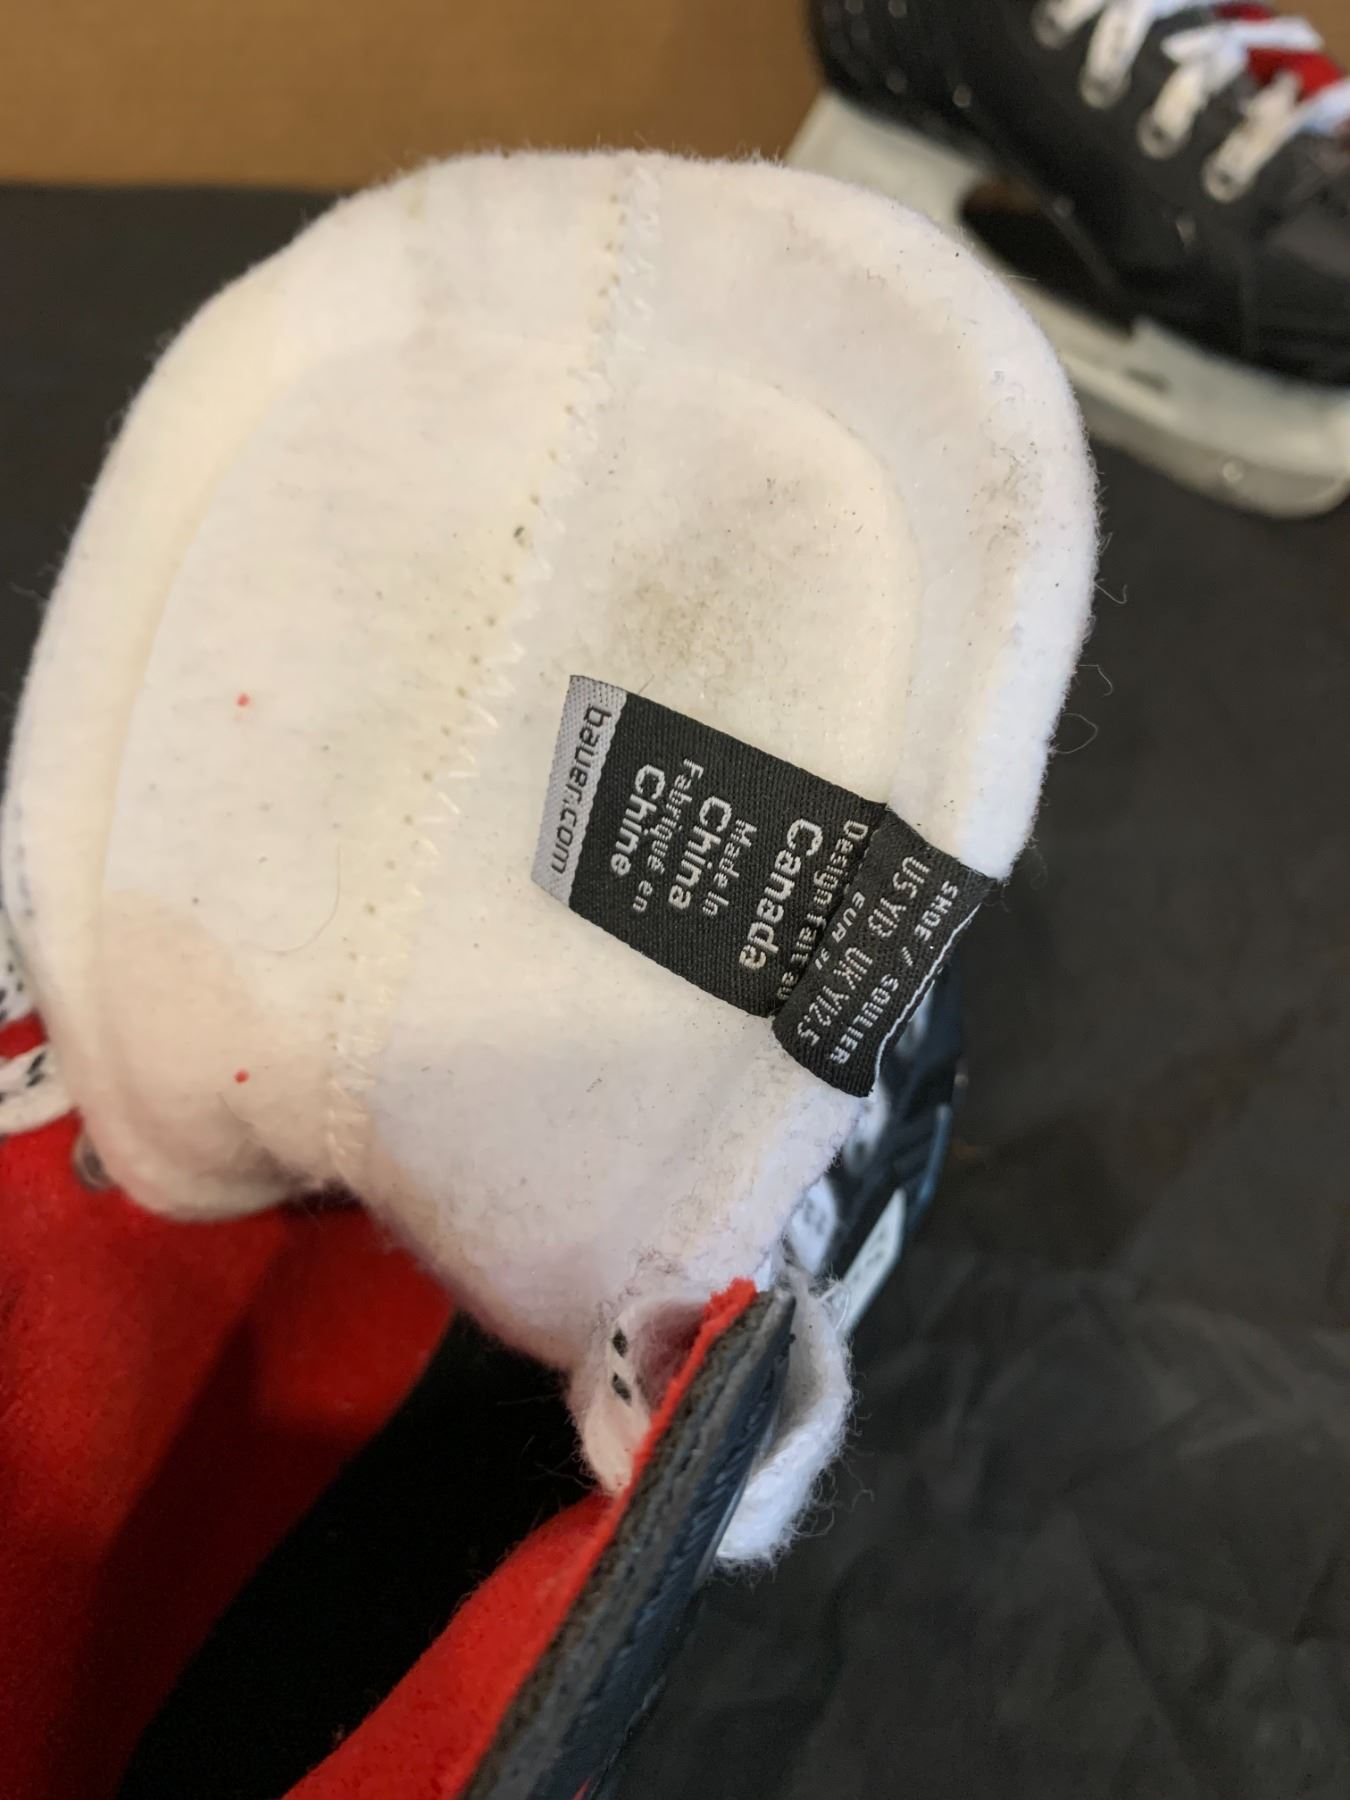 SHOE / SOULIER
US Y13 UK Y12.5
EUR 31
Design fait au
Canada
Made In
China
Fabriqué en
Chine
bauer.com